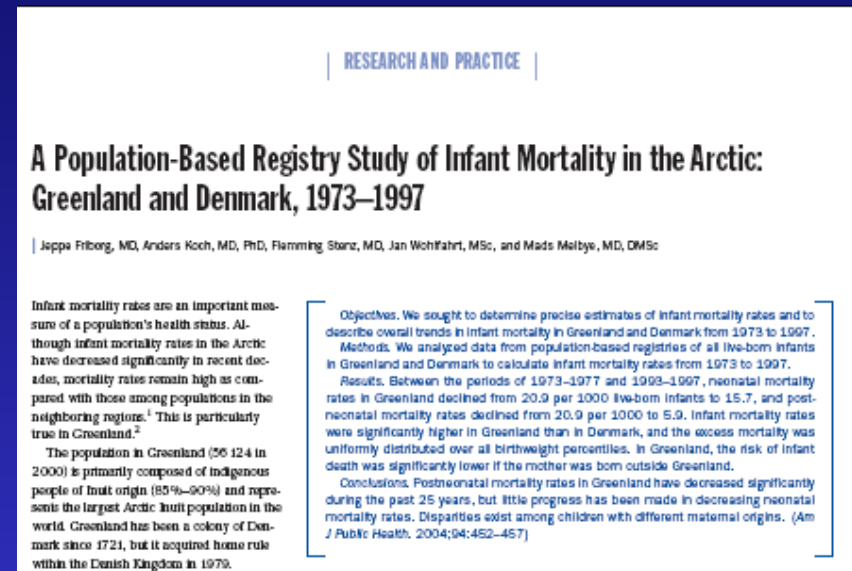 RESEARCH AND PRACTICE
A Population-Based Registry Study of Infant Mortality in the Arctic:
Greenland and Denmark, 1973–1997
Jeppe Friborg, MD, Anders Koch, MD, PhD, Flemming Stenz, MD, Jan Wohlfahrt, MSc, and Mads Melbye, MD, DMSc
Infant mortality rates are an important mea-
sure of a population's health status. Al-
though infant mortality rates in the Arctic
have decreased significantly in recent dec-
ades, mortality rates remain high as com-
pared with those among populations in the
neighboring regions.1 This is particularly
true in Greenland.2
The population in Greenland (56 124 in
2000) is primarily composed of indigenous
people of Inuit origin (85%–90%) and repre-
sents the largest Arctic Inuit population in the
world. Greenland has been a colony of Den-
mark since 1721, but it acquired home rule
within the Danish Kingdom in 1979.
Objectives. We sought to determine precise estimates of infant mortality rates and to
describe overall trends in infant mortality in Greenland and Denmark from 1973 to 1997.
Methods. We analyzed data from population-based registries of all live-born infants
in Greenland and Denmark to calculate infant mortality rates from 1973 to 1997.
Results. Between the periods of 1973–1977 and 1993–1997, neonatal mortality
rates in Greenland declined from 20.9 per 1000 live-born infants to 15.7, and post-
neonatal mortality rates declined from 20.9 per 1000 to 5.9. Infant mortality rates
were significantly higher in Greenland than in Denmark, and the excess mortality was
uniformly distributed over all birthweight percentiles. In Greenland, the risk of infant
death was significantly lower if the mother was born outside Greenland.
Conclusions. Postneonatal mortality rates in Greenland have decreased significantly
during the past 25 years, but little progress has been made in decreasing neonatal
mortality rates. Disparities exist among children with different maternal origins. (Am
J Public Health. 2004;94:452–457)